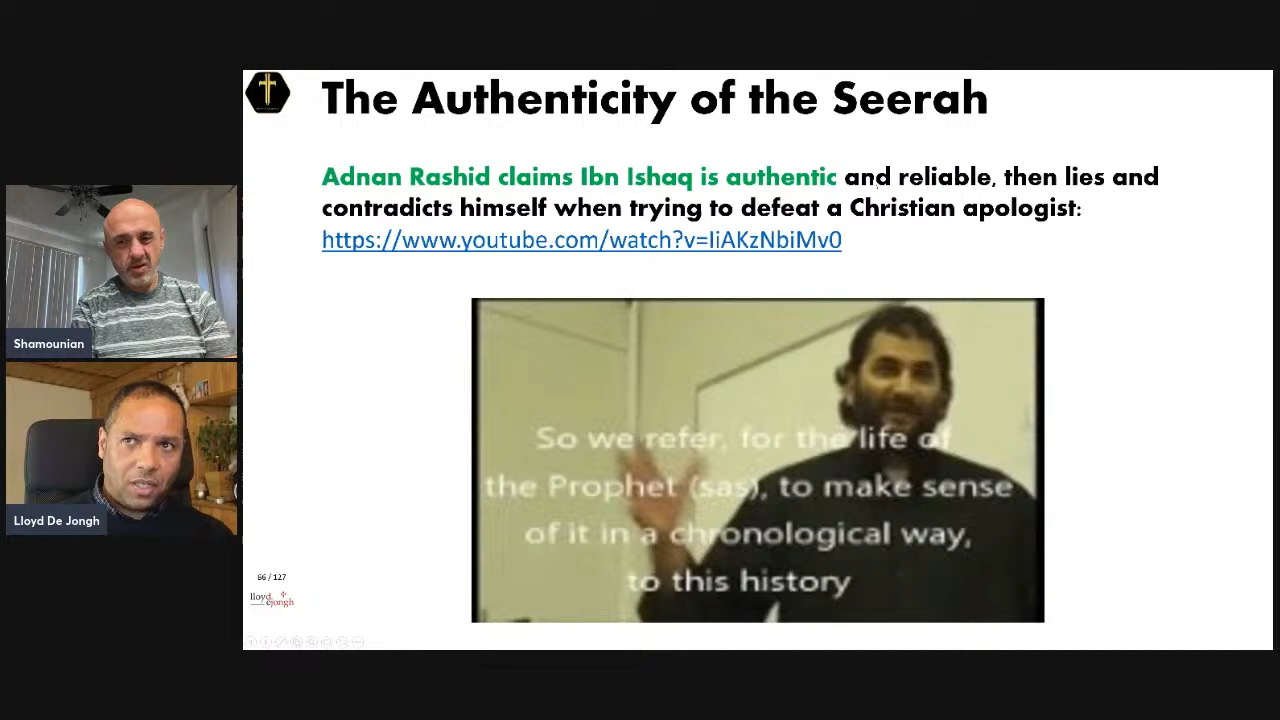 The Authenticity of the Seerah
Adnan Rashid claims Ibn Ishaq is authentic and reliable, then lies and
contradicts himself when trying to defeat a Christian apologist:
https://www.youtube.com/watch?v=IiAKzNbiMv0
So we refer, for the life of
the Prophet (sas), to make sense
of it in a chronological way,
to this history
Shamounian
Lloyd De Jongh
66 / 127
lloyd
dejongh